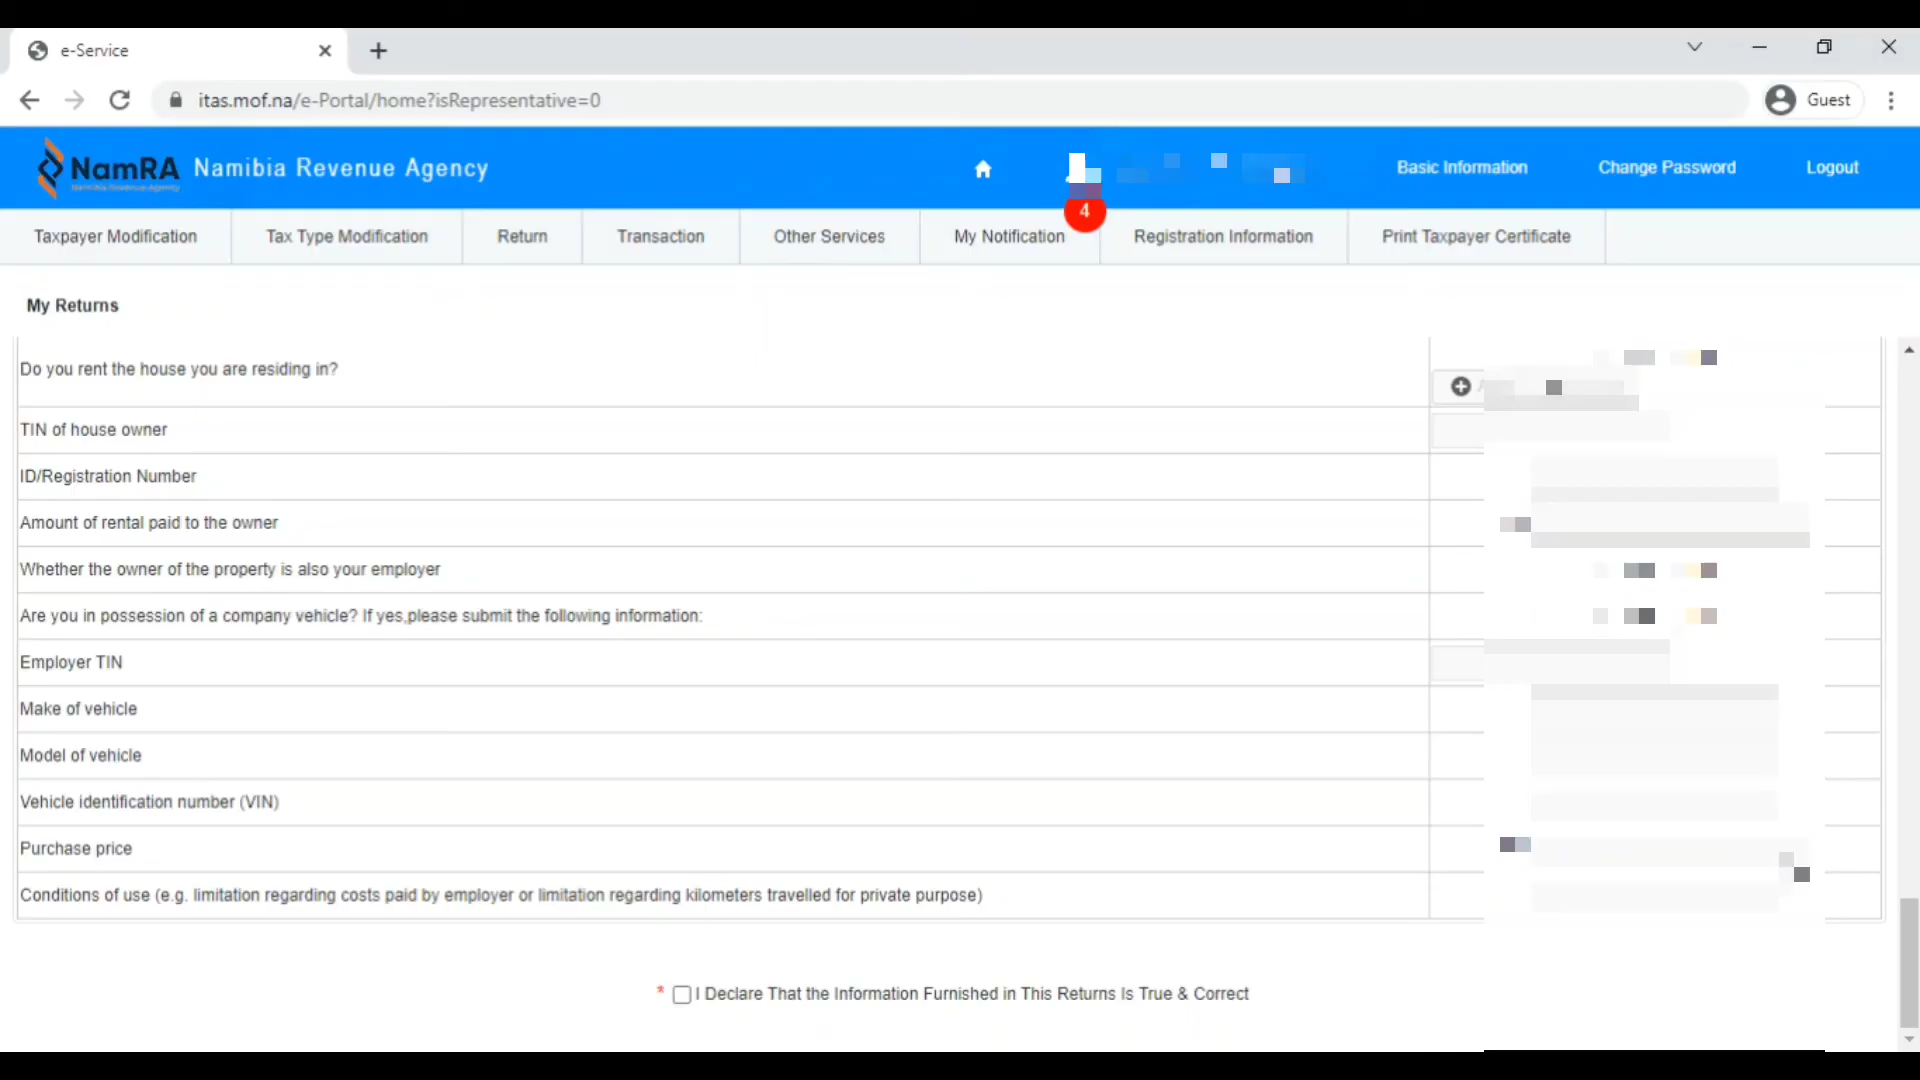 e-Service
itas.mof.na/e-Portal/home?isRepresentative=0
Guest
NamRA
Namibia Revenue Agency
Namibia Revenue Agency
Basic Information
Change Password
Logout
4
Taxpayer Modification
Tax Type Modification
Return
Transaction
Other Services
My Notification
Registration Information
Print Taxpayer Certificate
My Returns
Do you rent the house you are residing in?
TIN of house owner
ID/Registration Number
Amount of rental paid to the owner
Whether the owner of the property is also your employer
Are you in possession of a company vehicle? If yes,please submit the following information:
Employer TIN
Make of vehicle
Model of vehicle
Vehicle identification number (VIN)
Purchase price
Conditions of use (e.g. limitation regarding costs paid by employer or limitation regarding kilometers travelled for private purpose)
* I Declare That the Information Furnished in This Returns Is True & Correct